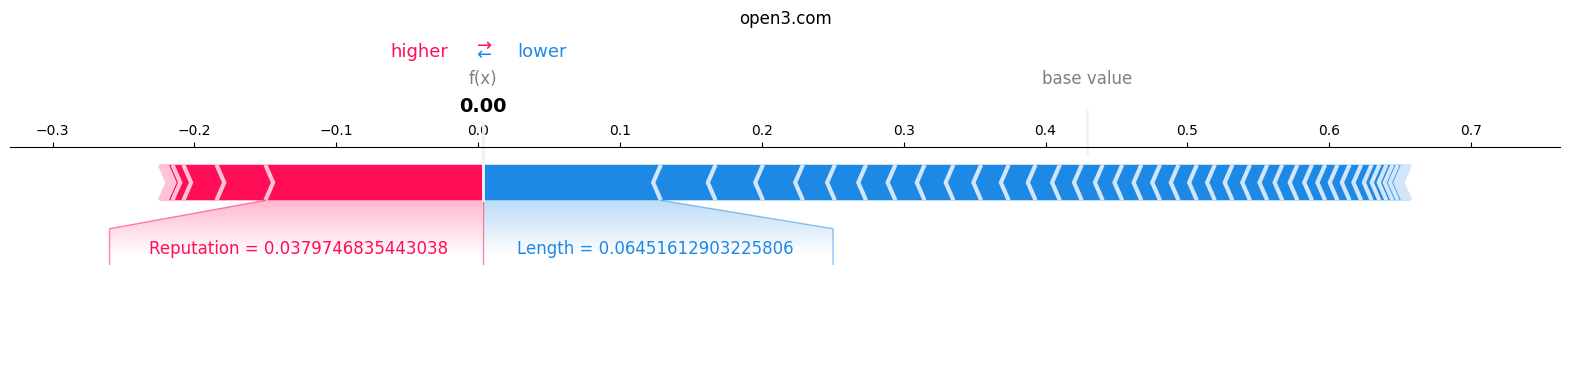 open3.com
higher ⇄ lower
f(x) base value
0.00
−0.3 −0.2 −0.1 0.0 0.1 0.2 0.3 0.4 0.5 0.6 0.7
Reputation = 0.0379746835443038 Length = 0.06451612903225806